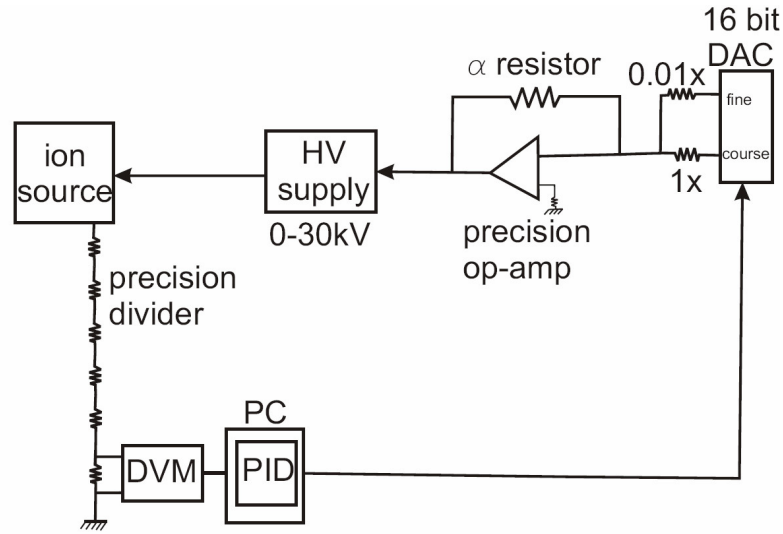 16 bit
DAC
α resistor
0.01x
fine
ion
source
HV
supply
course
1x
0-30kV
precision
op-amp
precision
divider
PC
DVM
PID